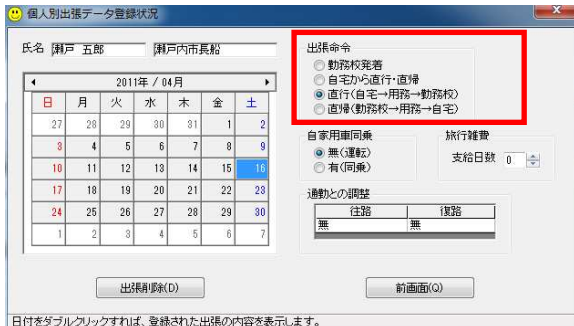 個人別出張データ登録状況
氏名 瀬戸 五郎 瀬戸内市長船
2011年 / 04月
日 月 火 水 木 金 土
27 28 29 30 31 1 2
3 4 5 6 7 8 9
10 11 12 13 14 15 16
17 18 19 20 21 22 23
24 25 26 27 28 29 30
1 2 3 4 5 6 7
出張削除(D)
出張命令
勤務校発着
自宅から直行・直帰
直行(自宅→用務→勤務校)
直帰(勤務校→用務→自宅)
自家用車同乗
無(運転)
有(同乗)
旅行雑費
支給日数 0
通勤との調整
往路 復路
無 無
前画面(Q)
日付をダブルクリックすれば、登録された出張の内容を表示します。